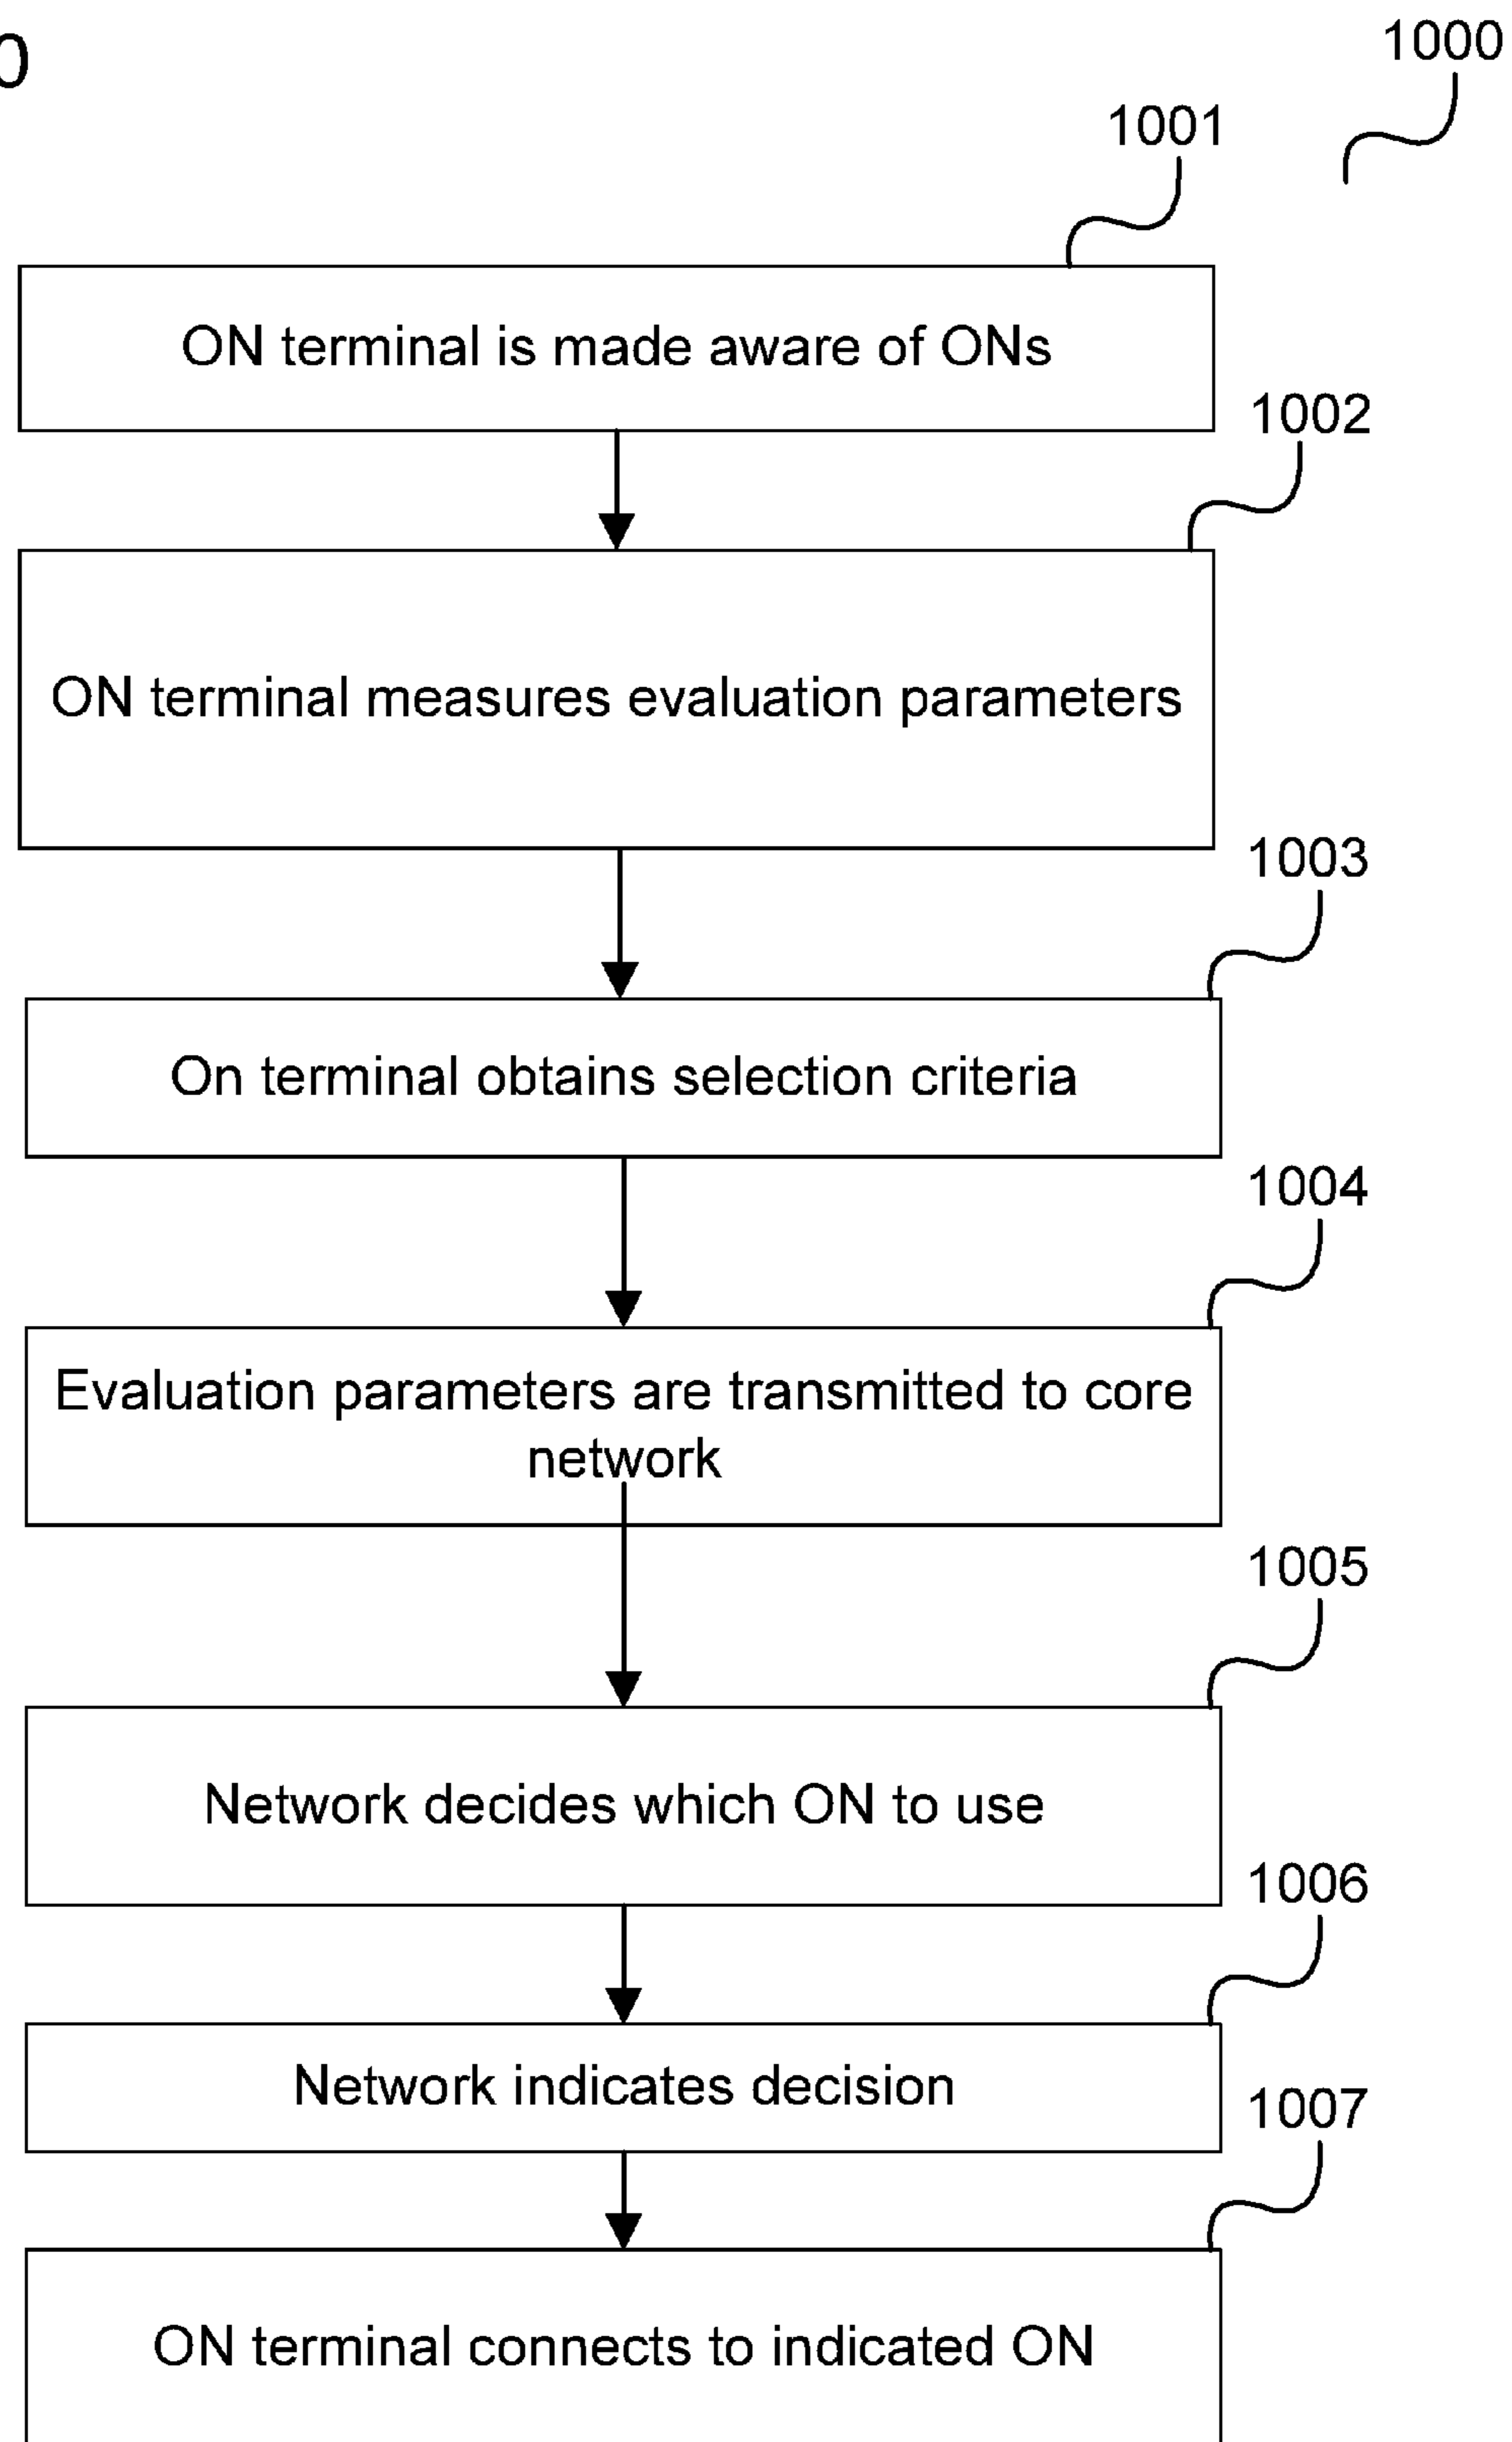 0
1000
1001
ON terminal is made aware of ONs
1002
ON terminal measures evaluation parameters
1003
On terminal obtains selection criteria
1004
Evaluation parameters are transmitted to core
network
1005
Network decides which ON to use
1006
Network indicates decision
1007
ON terminal connects to indicated ON